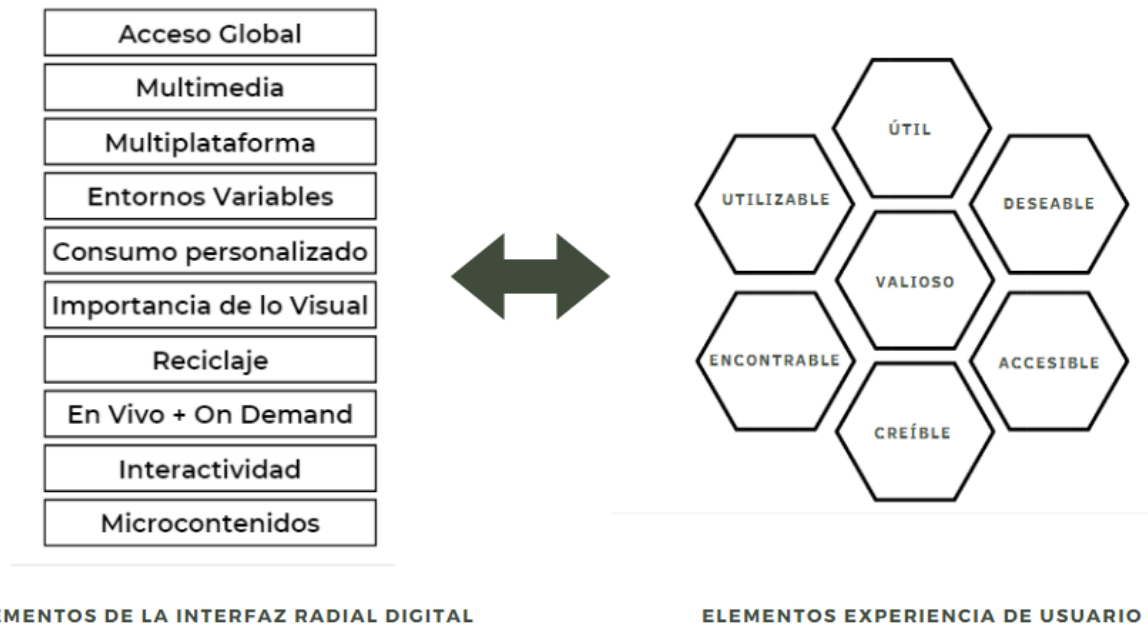 Acceso Global
Multimedia
Multiplataforma
Entornos Variables
Consumo personalizado
Importancia de lo Visual
Reciclaje
En Vivo + On Demand
Interactividad
Microcontenidos
EMENTOS DE LA INTERFAZ RADIAL DIGITAL
ÚTIL
UTILIZABLE
DESEABLE
VALIOSO
ENCONTRABLE
ACCESIBLE
CREÍBLE
ELEMENTOS EXPERIENCIA DE USUARIO